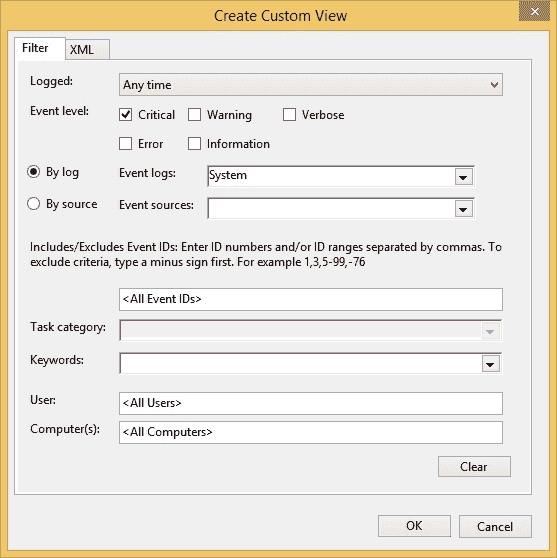 Create Custom View
Filter XML
Logged: Any time
Event level: Critical Warning Verbose
Error Information
By log Event logs: System
By source Event sources:
Includes/Excludes Event IDs: Enter ID numbers and/or ID ranges separated by commas. To
exclude criteria, type a minus sign first. For example 1,3,5-99,-76
<All Event IDs>
Task category:
Keywords:
User: <All Users>
Computer(s): <All Computers>
Clear
OK Cancel